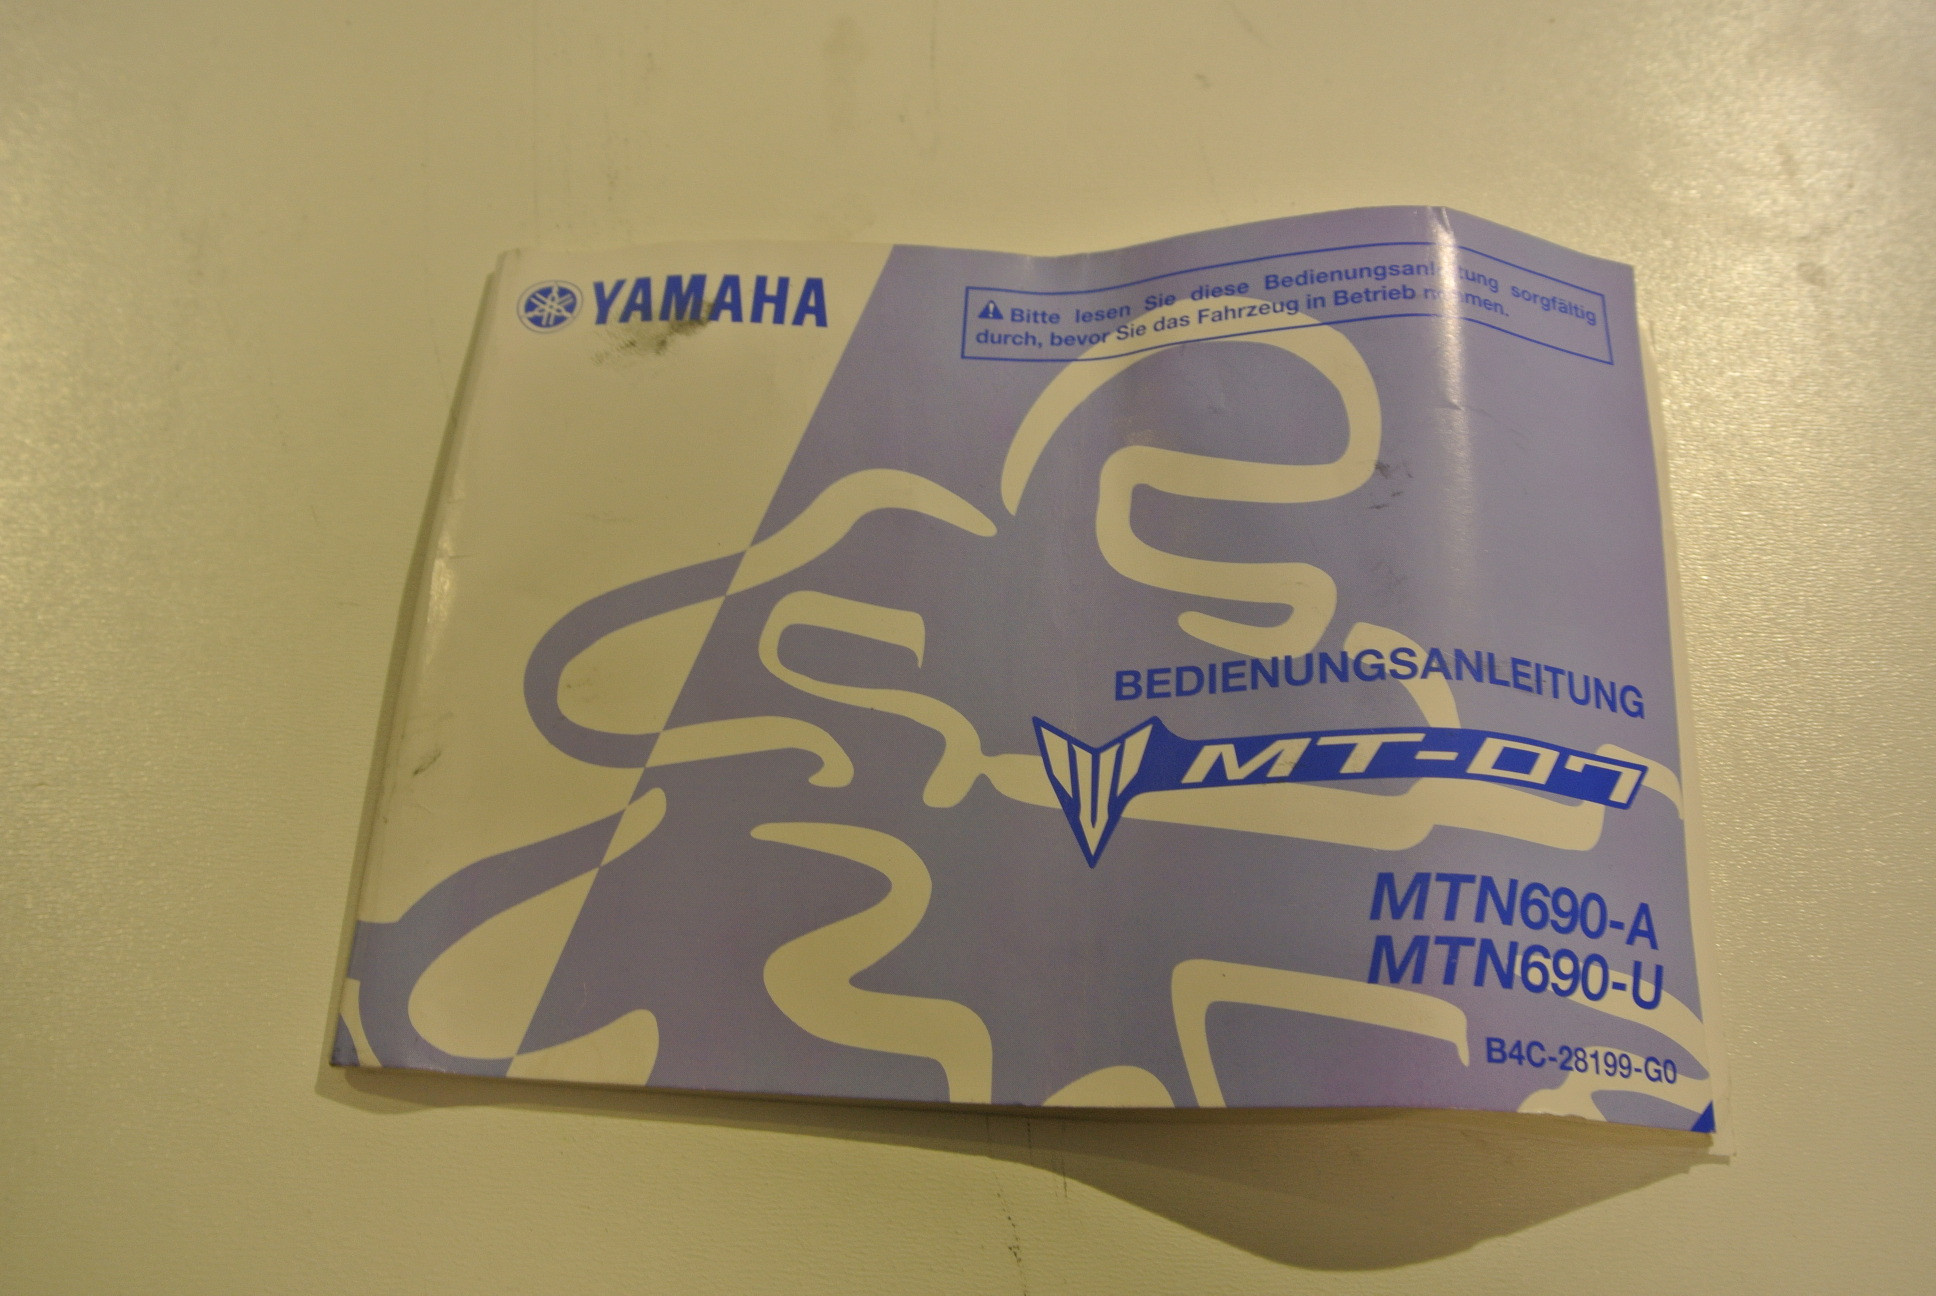 YAMAHA
⚠ Bitte lesen Sie diese Bedienungsanleitung sorgfältig
durch, bevor Sie das Fahrzeug in Betrieb nehmen.
BEDIENUNGSANLEITUNG
MT-07
MTN690-A
MTN690-U
B4C-28199-G0